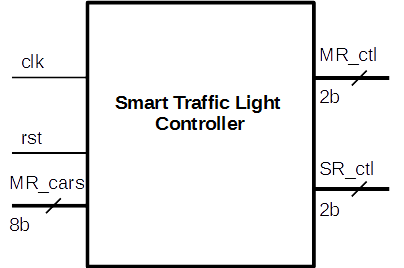 clk
rst
MR_cars
8b
Smart Traffic Light
Controller
MR_ctl
2b
SR_ctl
2b